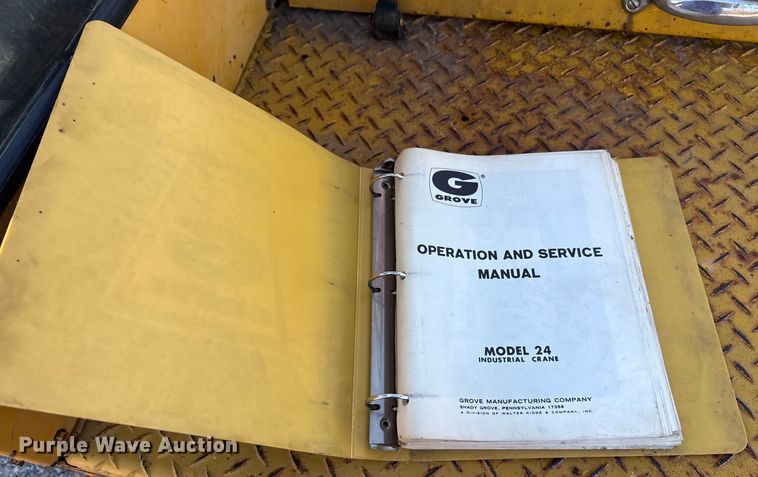 G®
GROVE
OPERATION AND SERVICE
MANUAL
MODEL 24
INDUSTRIAL CRANE
GROVE MANUFACTURING COMPANY
SHADY GROVE, PENNSYLVANIA 17256
A DIVISION OF WALTER KIDDE & COMPANY, INC.
Purple Wave Auction